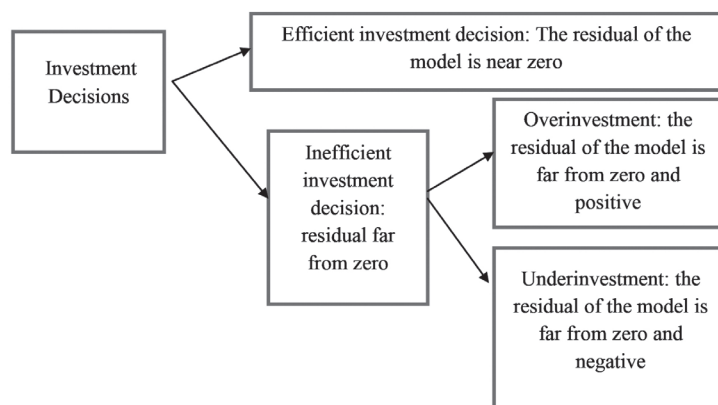 Investment
Decisions
Efficient investment decision: The residual of the
model is near zero
Inefficient
investment
decision:
residual far
from zero
Overinvestment: the
residual of the model is
far from zero and
positive
Underinvestment: the
residual of the model is
far from zero and
negative